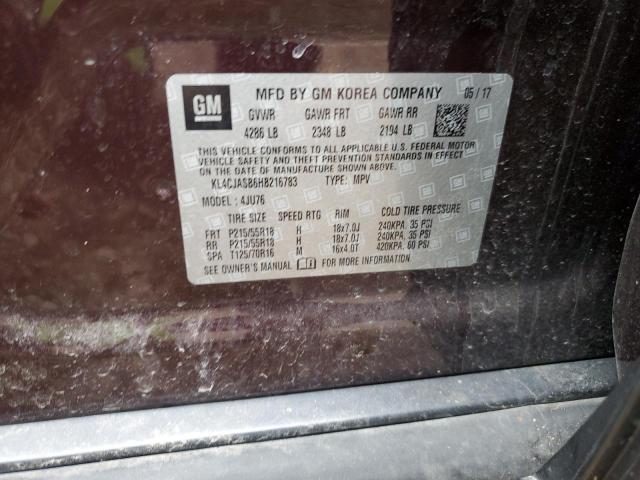 GM
MFD BY GM KOREA COMPANY 05/17
GVWR GAWR FRT GAWR RR
4286 LB 2348 LB 2194 LB
THIS VEHICLE CONFORMS TO ALL APPLICABLE U.S. FEDERAL MOTOR
VEHICLE SAFETY AND THEFT PREVENTION STANDARDS IN EFFECT
ON THE DATE OF MANUFACTURE SHOWN ABOVE.
KL4CJASB6HB216783 TYPE: MPV
MODEL: 4JU76
TIRE SIZE SPEED RTG RIM COLD TIRE PRESSURE
FRT P215/55R18 H 18x7.0J 240KPA, 35 PSI
RR P215/55R18 H 18x7.0J 240KPA, 35 PSI
SPA T125/70R16 M 16x4.0T 420KPA, 60 PSI
SEE OWNER'S MANUAL FOR MORE INFORMATION.